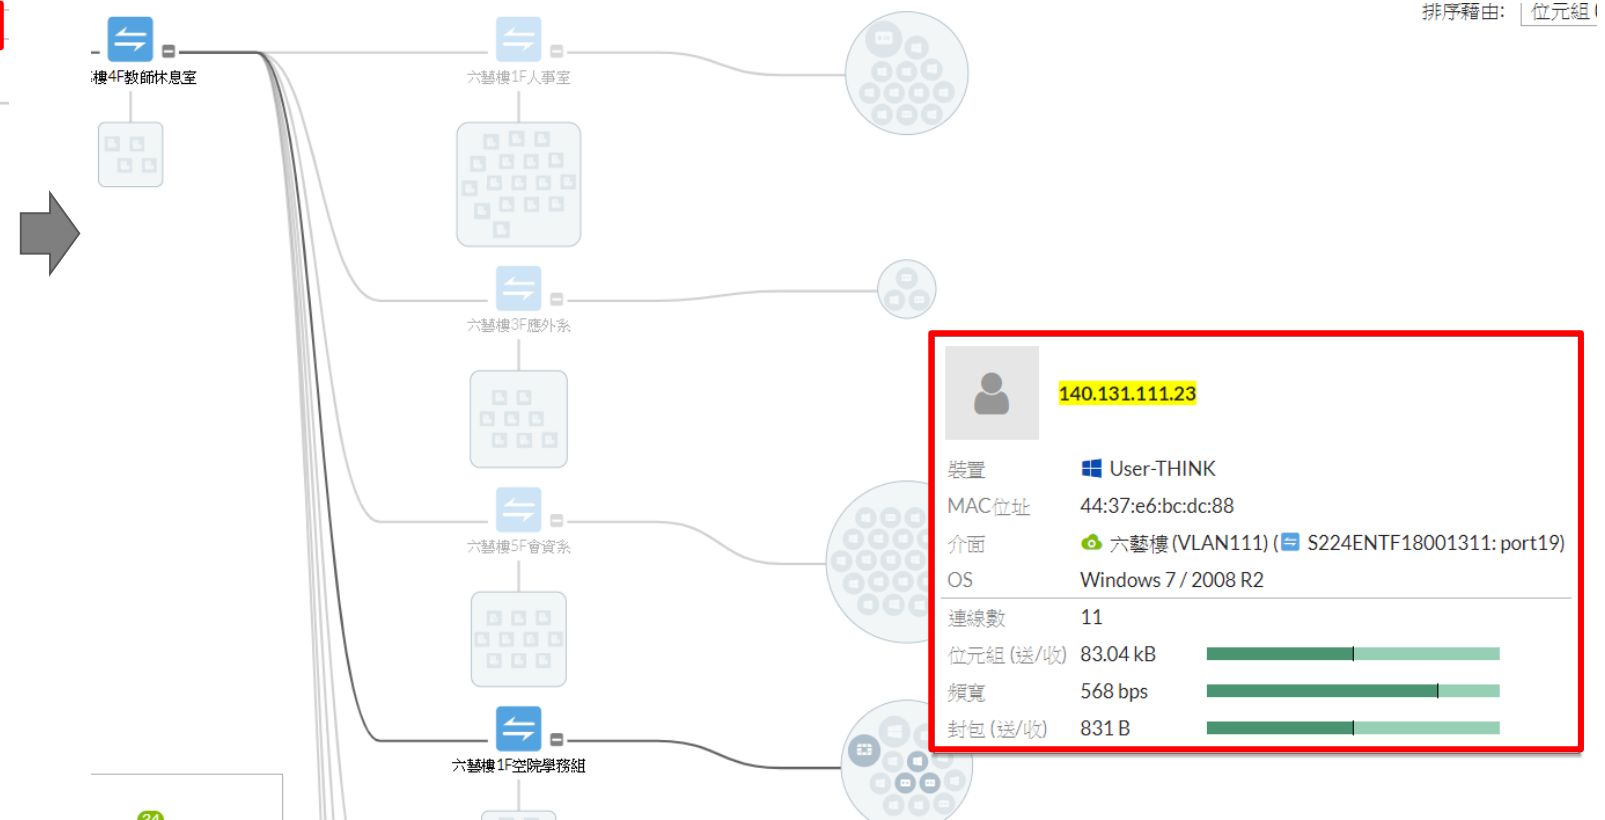 排序藉由: 位元組 (
樓4F教師休息室
六藝樓1F人事室
六藝樓3F應外系
140.131.111.23
裝置 User-THINK
MAC位址 44:37:e6:bc:dc:88
介面 六藝樓 (VLAN111) ( S224ENTF18001311: port19)
六藝樓5F會資系
OS Windows 7 / 2008 R2
連線數 11
位元組 (送/收) 83.04 kB
頻寬 568 bps
封包 (送/收) 831 B
六藝樓1F空院學務組
24